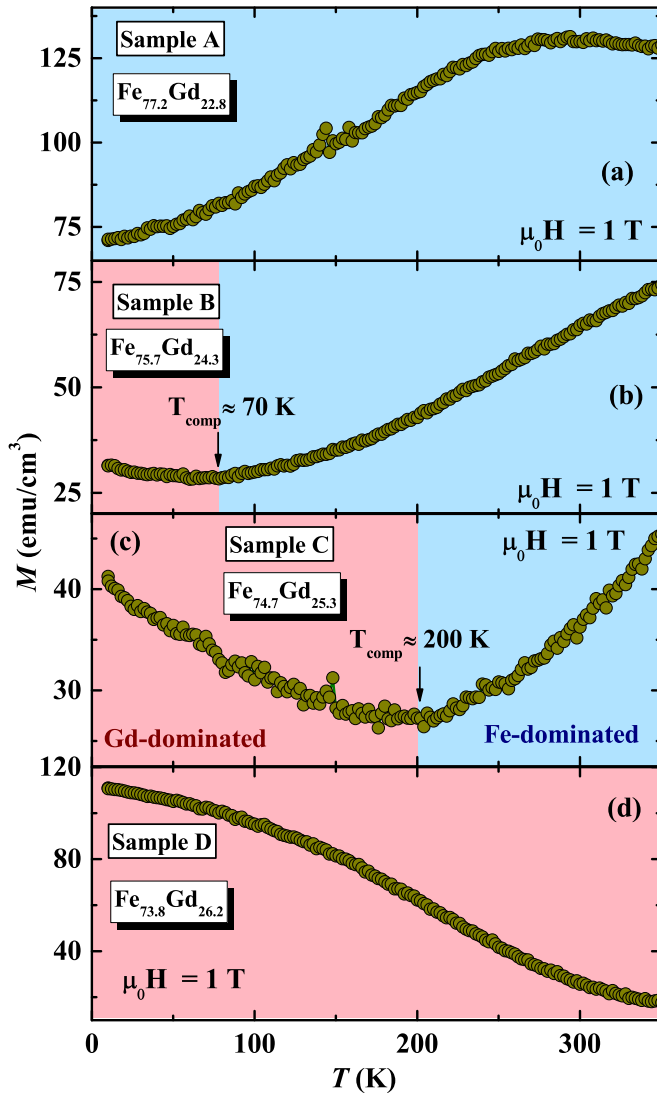 Sample A
Fe77.2Gd22.8
(a)
μ0H = 1 T
125
100
75
Sample B
Fe75.7Gd24.3
Tcomp≈ 70 K
(b)
μ0H = 1 T
75
50
25
M (emu/cm3)
(c)
Sample C
μ0H = 1 T
Fe74.7Gd25.3
Tcomp≈ 200 K
Gd-dominated
Fe-dominated
40
30
(d)
Sample D
Fe73.8Gd26.2
μ0H = 1 T
120
80
40
0
100
200
300
T (K)